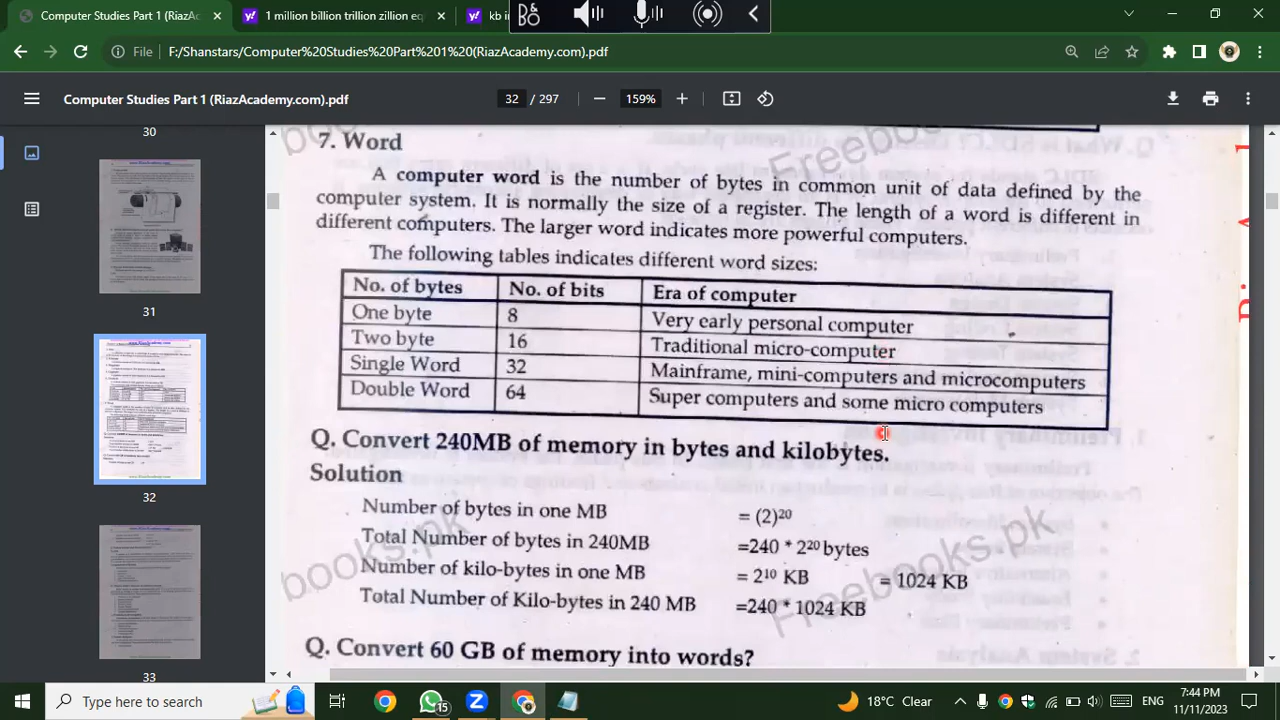 Computer Studies Part 1 (Riaz
1 million billion trillion zillion eq
kb i
File
F:/Shanstars/Computer%20Studies%20Part%201%20(RiazAcademy.com).pdf
Computer Studies Part 1 (RiazAcademy.com).pdf
32 / 297
159%
30
31
32
33
7. Word
A computer word is the number of bytes in common unit of data defined by the
computer system. It is normally the size of a register. The length of a word is different in
different computers. The larger word indicates more powerful computers.
The following tables indicates different word sizes:
No. of bytes No. of bits Era of computer
One byte 8 Very early personal computer
Two byte 16 Traditional micro-computer
Single Word 32 Mainframe, mini-computers and microcomputers
Double Word 64 Super computers and some micro computers
Q. Convert 240MB of memory in bytes and kilobytes.
Solution
Number of bytes in one MB = (2)20
Total Number of bytes in 240MB =240 * 220 bytes
Number of kilo-bytes in one MB = 210 KB = 1024 KB
Total Number of Kilo-bytes in 240 MB =240 * 1024 KB
Q. Convert 60 GB of memory into words?
Freebooks.pk
Type here to search
15
18°C Clear
ENG
7:44 PM
11/11/2023